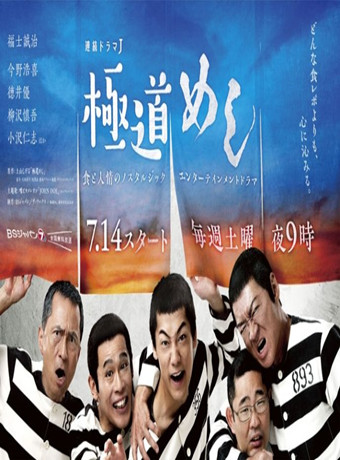 どんな食レポよりも、
心に沁みる。
福士誠治
今野浩喜
徳井優
柳沢慎吾
小沢仁志
連続ドラマJ
極道めし
食と人情のノスタルジック エンターテインメントドラマ
BSジャパン7
7.14スタート 毎週土曜 夜9時
18
893